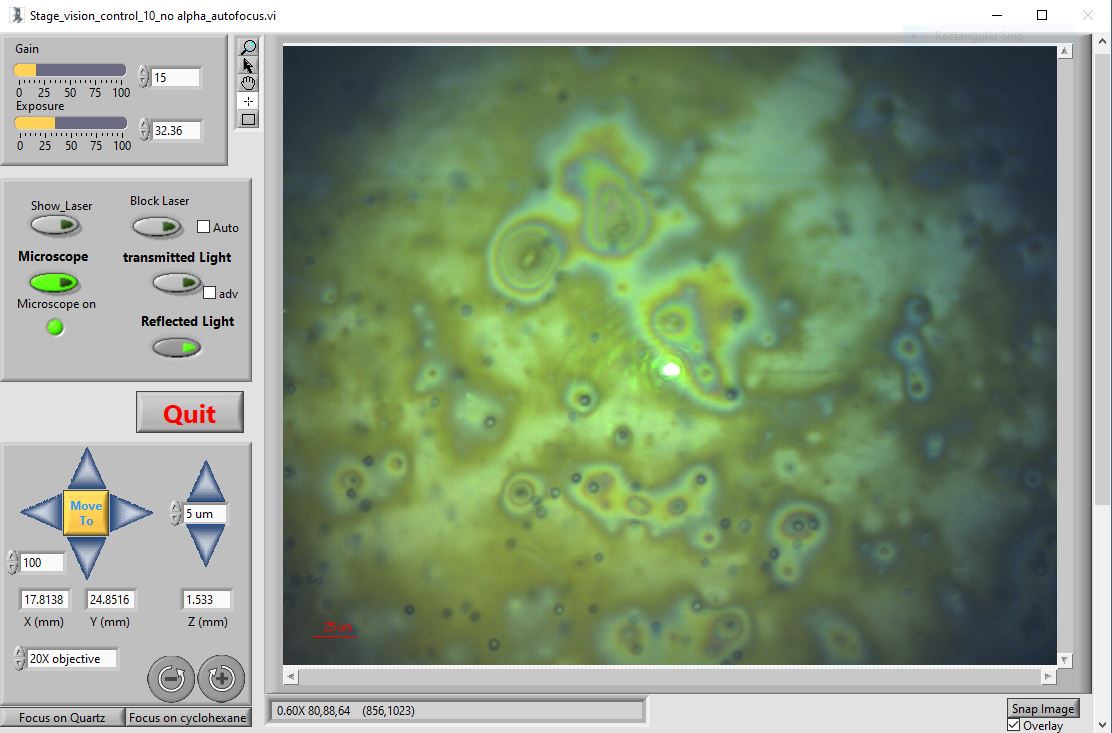 Stage_vision_control_10_no alpha_autofocus.vi
Rectangular Snip
Gain
15
0 25 50 75 100
Exposure
32.36
0 25 50 75 100
Show_Laser
Block Laser
Auto
Microscope
transmitted Light
adv
Microscope on
Reflected Light
Quit
Move
To
5 um
100
17.8138
24.8516
1.533
X (mm)
Y (mm)
Z (mm)
20X objective
Focus on Quartz
Focus on cyclohexane
25 um
0.60X 80,88,64 (856,1023)
Snap Image
Overlay